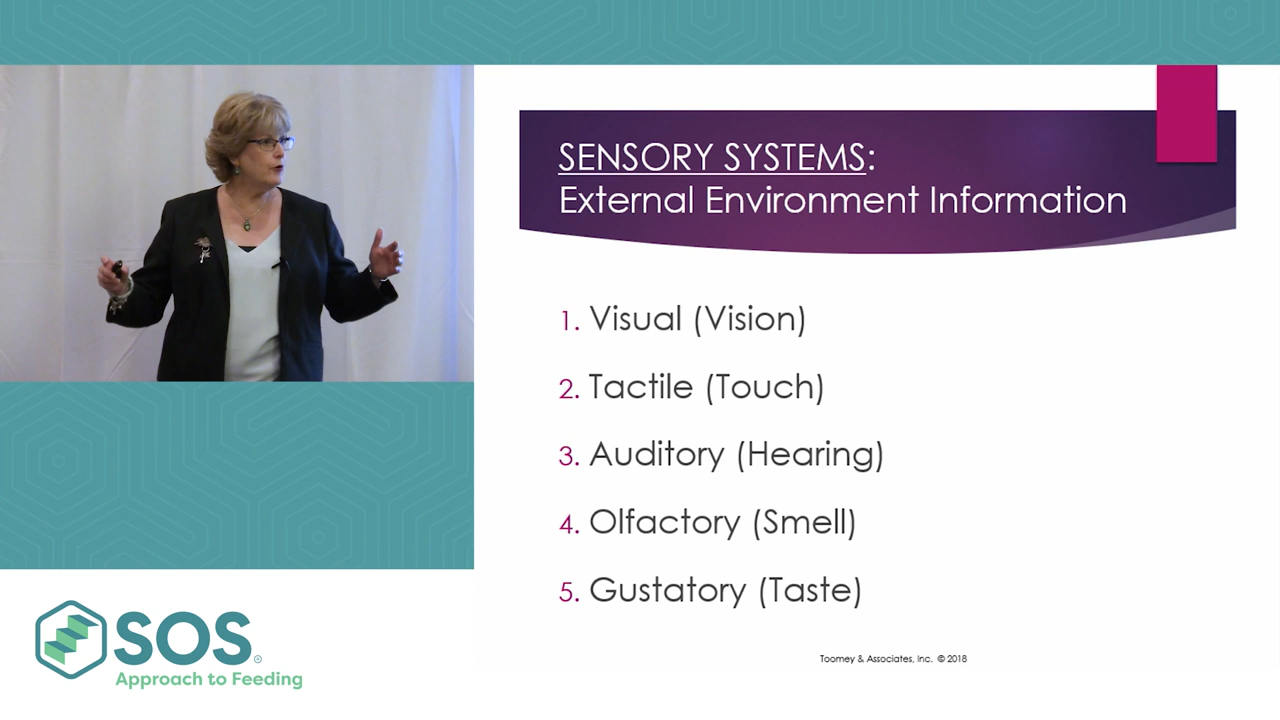 SENSORY SYSTEMS:
External Environment Information
1. Visual (Vision)
2. Tactile (Touch)
3. Auditory (Hearing)
4. Olfactory (Smell)
5. Gustatory (Taste)
Toomey & Associates, Inc. © 2018
SOS®
Approach to Feeding